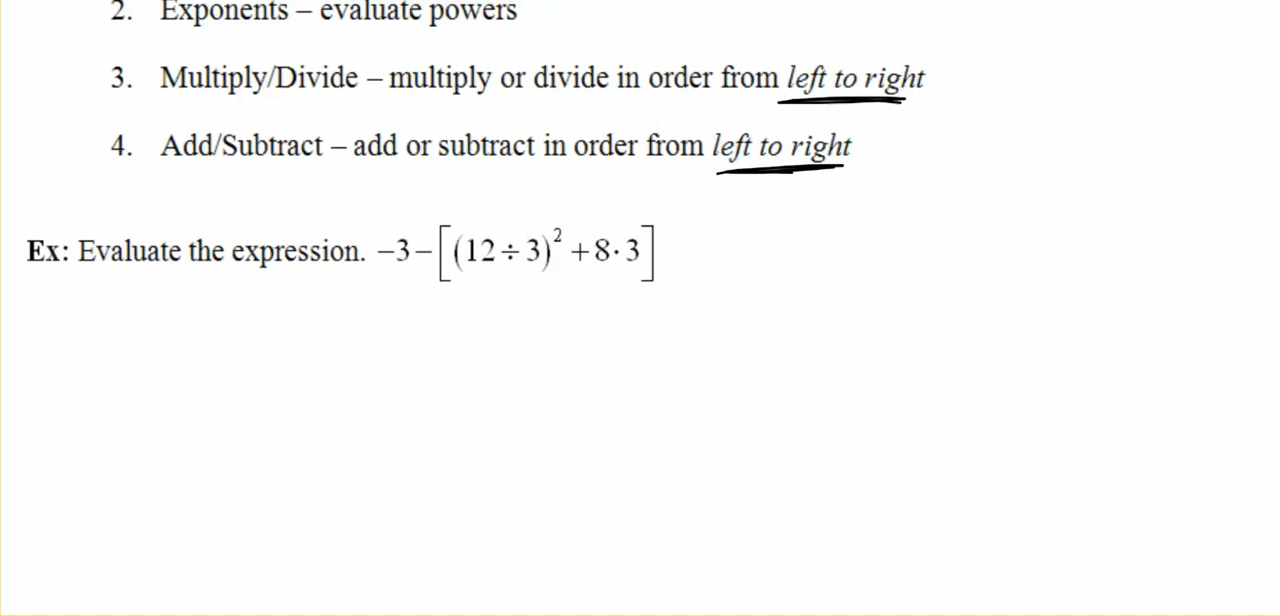 2. Exponents – evaluate powers
3. Multiply/Divide – multiply or divide in order from left to right
4. Add/Subtract – add or subtract in order from left to right
Ex: Evaluate the expression. −3−[(12÷3)²+8·3]